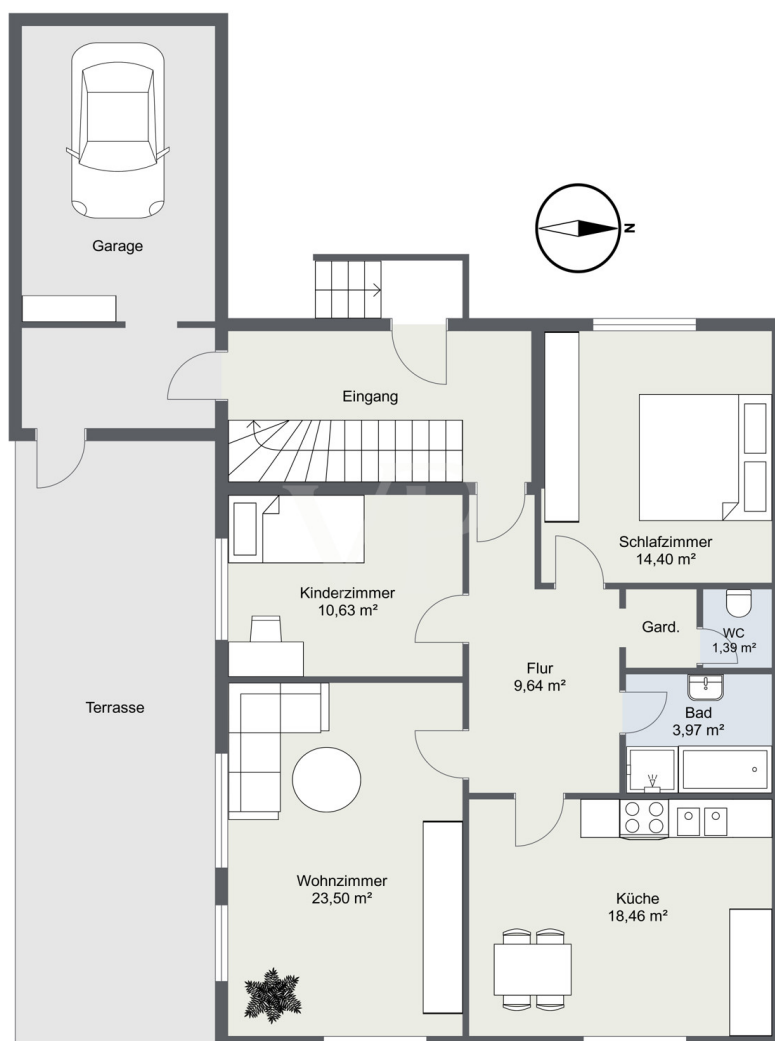 Garage
N
Eingang
Schlafzimmer
14,40 m²
Kinderzimmer
10,63 m²
Gard.
WC
1,39 m²
Flur
9,64 m²
Terrasse
Bad
3,97 m²
Wohnzimmer
23,50 m²
Küche
18,46 m²
VP